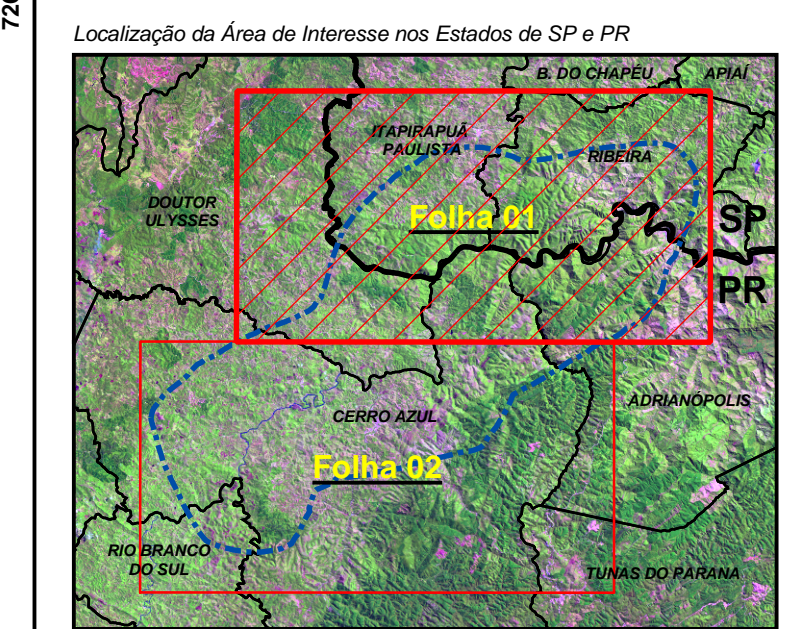 Localização da Área de Interesse nos Estados de SP e PR
B. DO CHAPÉU
APIAÍ
ITAPIRAPUÃ
PAULISTA
RIBEIRA
DOUTOR
ULYSSES
Folha 01
SP
PR
ADRIANÓPOLIS
CERRO AZUL
Folha 02
RIO BRANCO
DO SUL
TUNAS DO PARANA